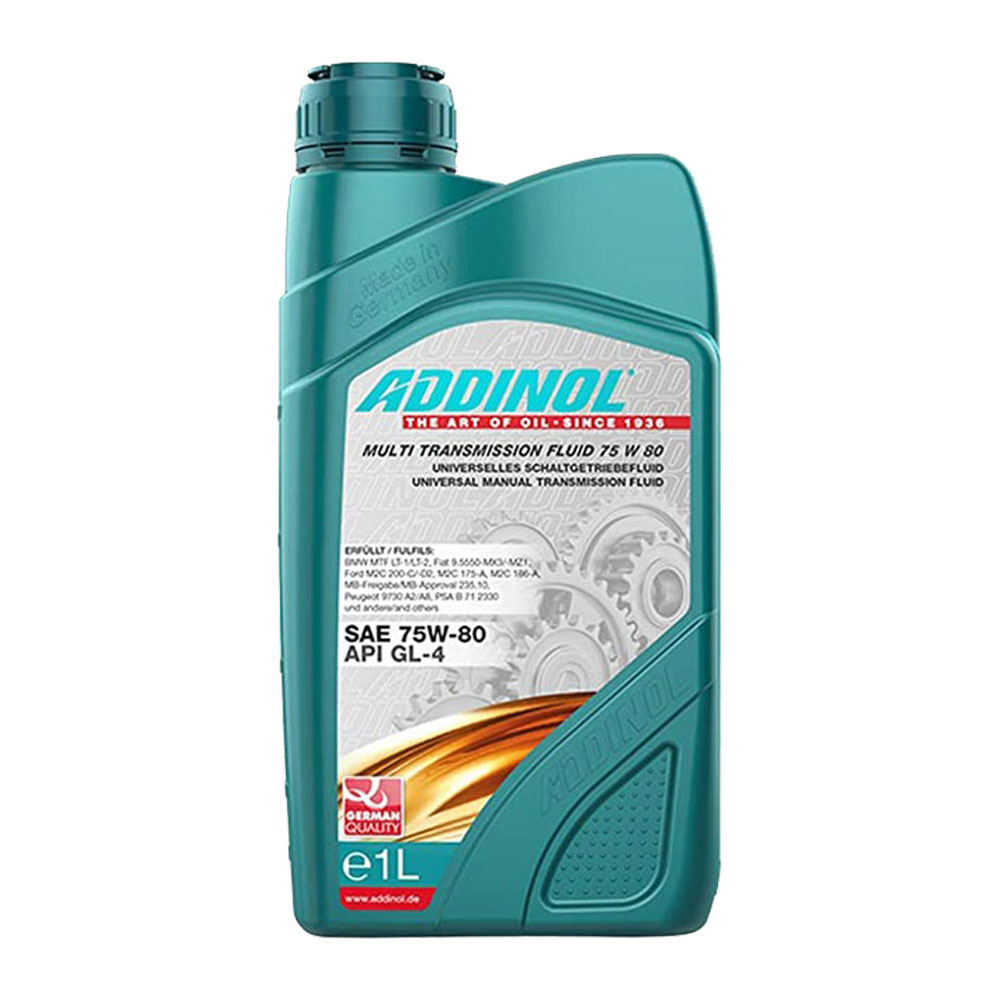 Made in
Germany
ADDINOL
THE ART OF OIL-SINCE 1936
MULTI TRANSMISSION FLUID 75 W 80
UNIVERSELLES SCHALTGETRIEBEFLUID
UNIVERSAL MANUAL TRANSMISSION FLUID
ERFÜLLT / FULFILS:
BMW MTF LT-1/LT-2, Fiat 9.5550-MX3/-MZ1,
Ford M2C 200-C/-D2, M2C 175-A, M2C 186-A,
MB-Freigabe/MB-Approval 235.10,
Peugeot 9730 A2/A8, PSA B 71 2330
und andere/and others
SAE 75W-80
API GL-4
ADDINOL
GERMAN
QUALITY
e1L
www.addinol.de